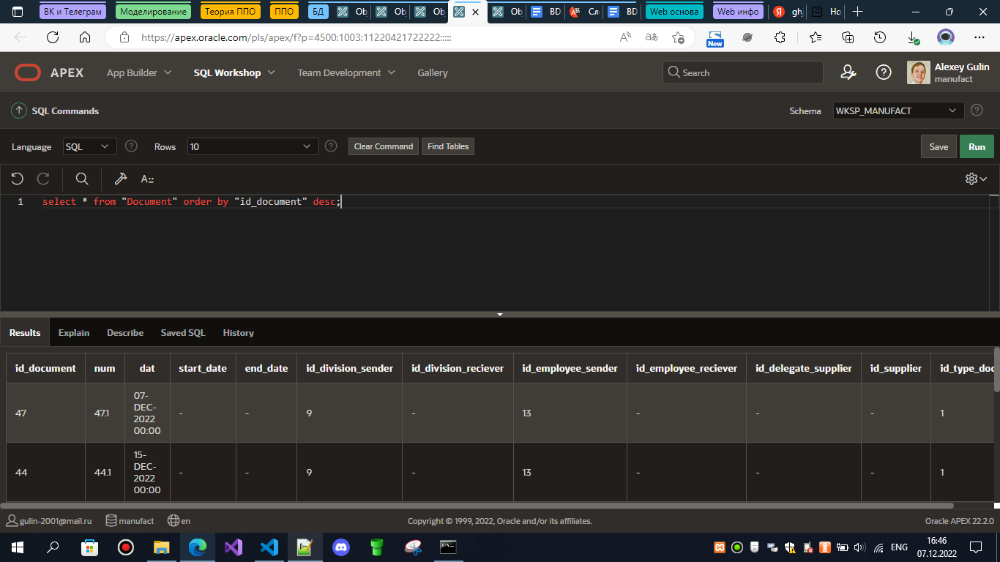 ВК и Телеграм
Моделирование
Теория ППО
ППО
БД
Ob
Ob
Ob
Ob
BD
Сл
BD
Web основа
Web инфо
gh
Но
https://apex.oracle.com/pls/apex/f?p=4500:1003:11220421722222:::::
New
APEX
App Builder
SQL Workshop
Team Development
Gallery
Search
Alexey Gulin
manufact
SQL Commands
Schema
WKSP_MANUFACT
Language
SQL
Rows
10
Clear Command
Find Tables
Save
Run
1 select * from "Document" order by "id_document" desc;
Results
Explain
Describe
Saved SQL
History
id_document num dat start_date end_date id_division_sender id_division_reciever id_employee_sender id_employee_reciever id_delegate_supplier id_supplier id_type_doc
47 47.1 07-DEC-2022 00:00 - - 9 - 13 - - - 1
44 44.1 15-DEC-2022 00:00 - - 9 - 13 - - - 1
gulin-2001@mail.ru
manufact
en
Copyright © 1999, 2022, Oracle and/or its affiliates.
Oracle APEX 22.2.0
ENG
16:46
07.12.2022